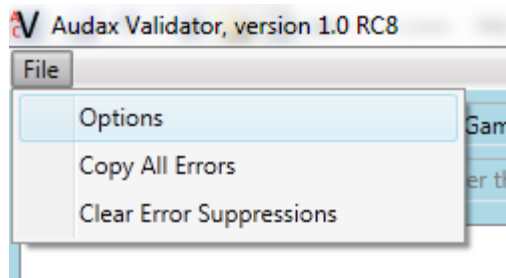 Audax Validator, version 1.0 RC8
File
Options
Copy All Errors
Clear Error Suppressions